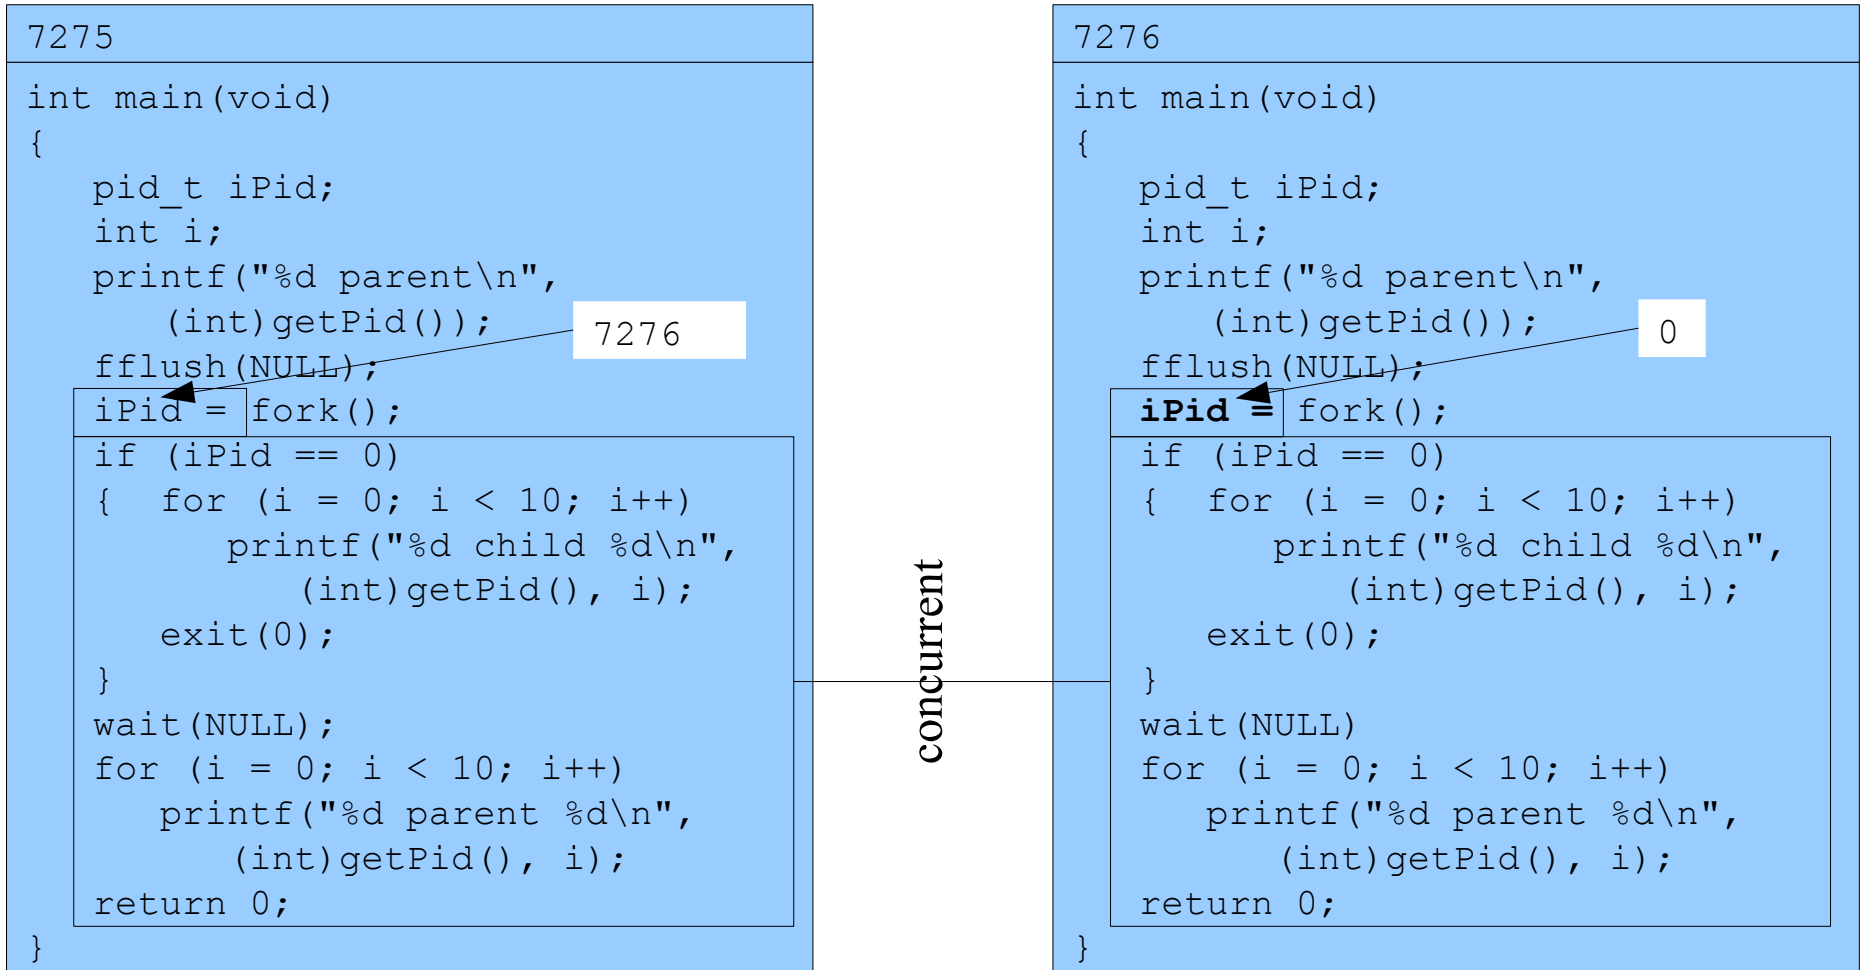 7275
int main(void)
{
pid_t iPid;
int i;
printf("%d parent\n",
(int)getPid());
7276
fflush(NULL);
iPid = fork();
if (iPid == 0)
{ for (i = 0; i < 10; i++)
printf("%d child %d\n",
(int)getPid(), i);
exit(0);
}
wait(NULL);
for (i = 0; i < 10; i++)
printf("%d parent %d\n",
(int)getPid(), i);
return 0;
}
concurrent
7276
int main(void)
{
pid_t iPid;
int i;
printf("%d parent\n",
(int)getPid());
0
fflush(NULL);
iPid = fork();
if (iPid == 0)
{ for (i = 0; i < 10; i++)
printf("%d child %d\n",
(int)getPid(), i);
exit(0);
}
wait(NULL)
for (i = 0; i < 10; i++)
printf("%d parent %d\n",
(int)getPid(), i);
return 0;
}